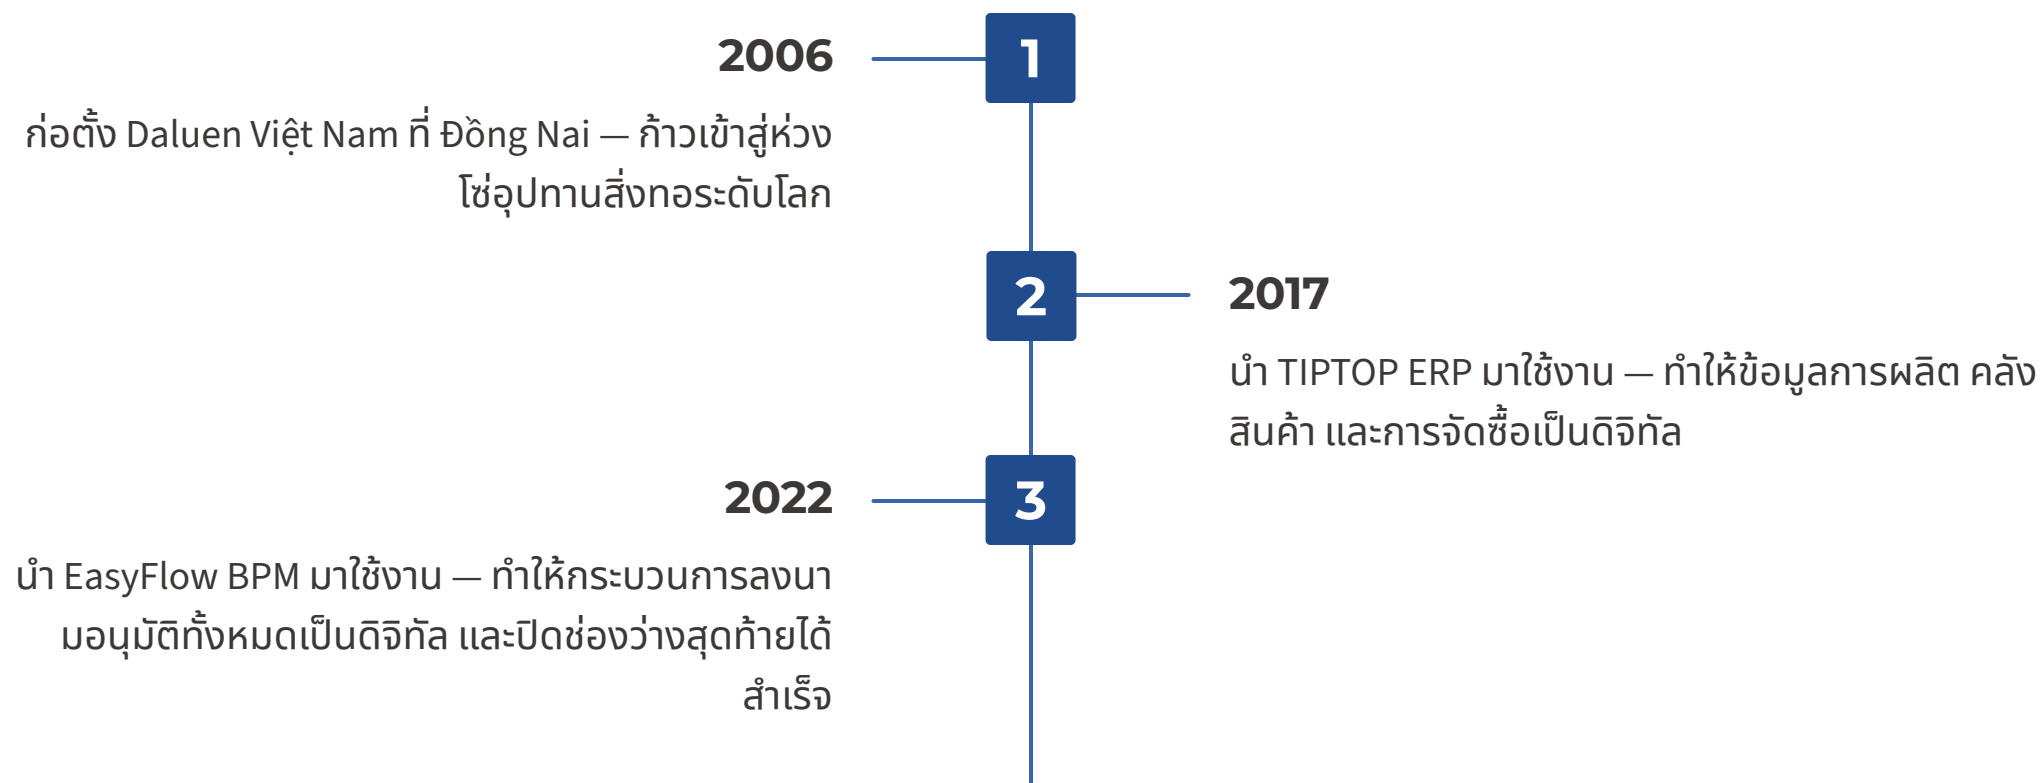 2006
1
ก่อตั้ง Daluen Việt Nam ที่ Đồng Nai — ก้าวเข้าสู่ห่วง
โซ่อุปทานสิ่งทอระดับโลก
2
2017
นำ TIPTOP ERP มาใช้งาน — ทำให้ข้อมูลการผลิต คลัง
สินค้า และการจัดซื้อเป็นดิจิทัล
2022
3
นำ EasyFlow BPM มาใช้งาน — ทำให้กระบวนการลงนา
มอนุมัติทั้งหมดเป็นดิจิทัล และปิดช่องว่างสุดท้ายได้
สำเร็จ